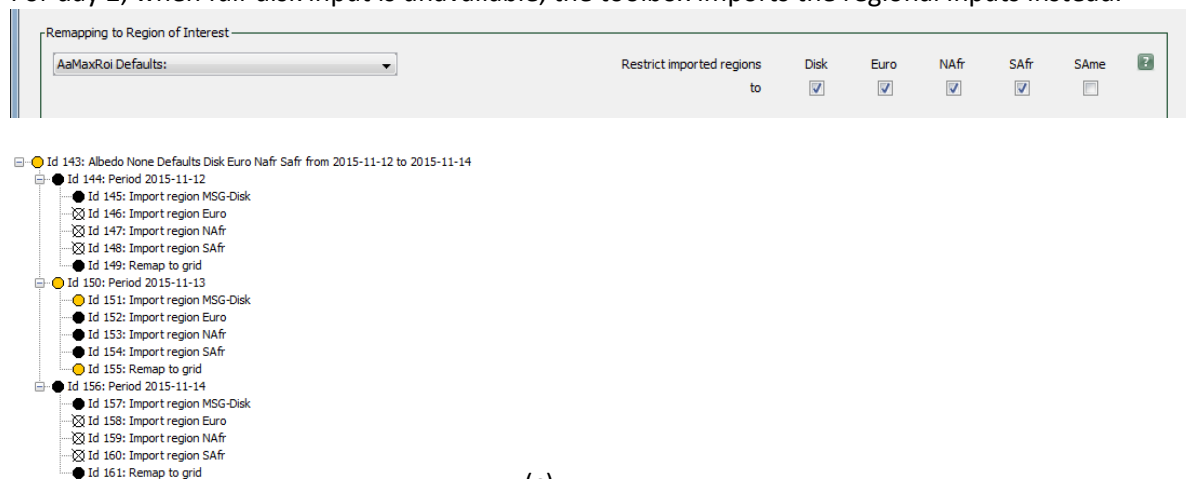 For day 2, when full disk input is unavailable, the toolbox imports the regional inputs instead.
Remapping to Region of Interest
AaMaxRoi Defaults: Restrict imported regions Disk Euro NAfr SAfr SAme ?
to
Id 143: Albedo None Defaults Disk Euro Nafr Safr from 2015-11-12 to 2015-11-14
Id 144: Period 2015-11-12
Id 145: Import region MSG-Disk
Id 146: Import region Euro
Id 147: Import region NAfr
Id 148: Import region SAfr
Id 149: Remap to grid
Id 150: Period 2015-11-13
Id 151: Import region MSG-Disk
Id 152: Import region Euro
Id 153: Import region NAfr
Id 154: Import region SAfr
Id 155: Remap to grid
Id 156: Period 2015-11-14
Id 157: Import region MSG-Disk
Id 158: Import region Euro
Id 159: Import region NAfr
Id 160: Import region SAfr
Id 161: Remap to grid